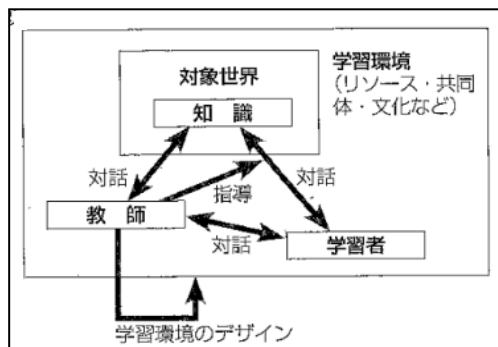 対象世界
知 識
学習環境
(リソース・共同
体・文化など)
対話
指導
対話
教 師
対話
学習者
学習環境のデザイン